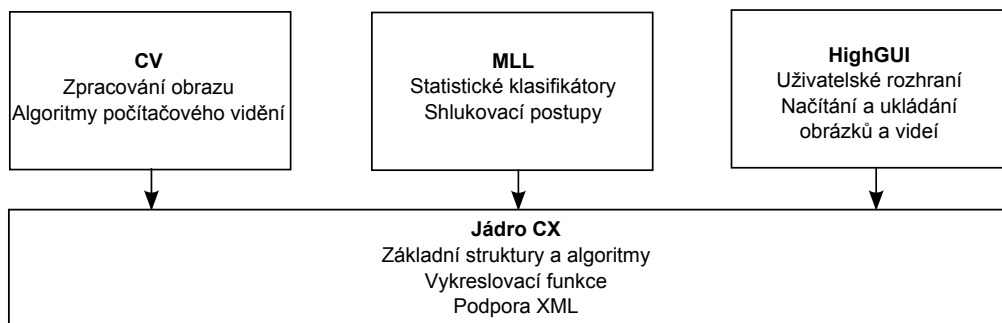 CV
Zpracování obrazu
Algoritmy počítačového vidění
MLL
Statistické klasifikátory
Shlukovací postupy
HighGUI
Uživatelské rozhraní
Načítání a ukládání
obrázků a videí
Jádro CX
Základní struktury a algoritmy
Vykreslovací funkce
Podpora XML